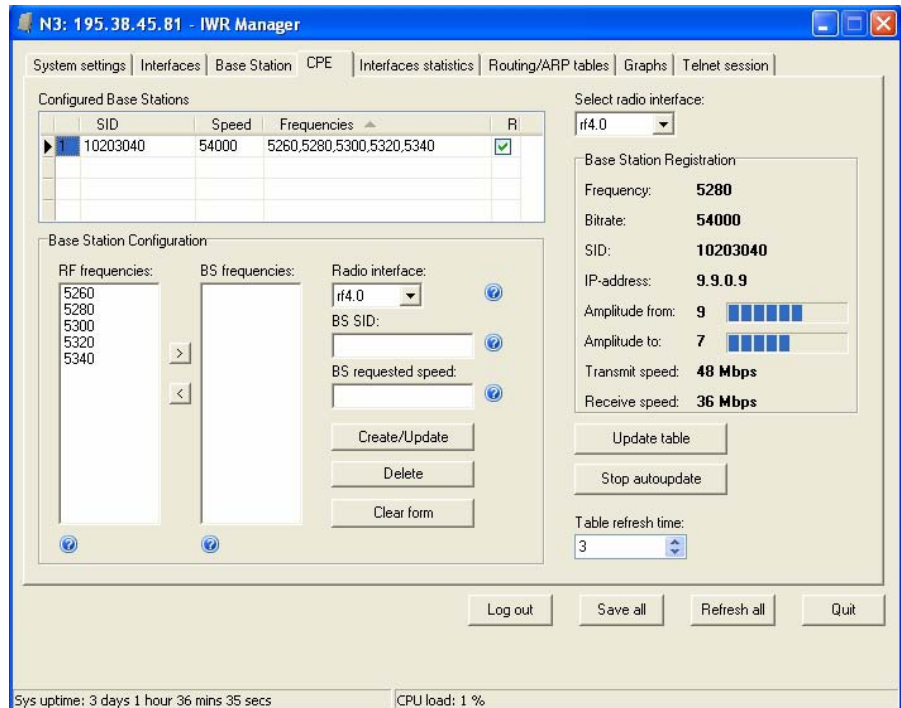 N3: 195.38.45.81 - IWR Manager
System settings Interfaces Base Station CPE Interfaces statistics Routing/ARP tables Graphs Telnet session
Configured Base Stations
SID Speed Frequencies R
1 10203040 54000 5260,5280,5300,5320,5340
Base Station Configuration
RF frequencies:
5260
5280
5300
5320
5340
>
<
BS frequencies:
Radio interface:
rf4.0
BS SID:
BS requested speed:
Create/Update
Delete
Clear form
Select radio interface:
rf4.0
Base Station Registration
Frequency: 5280
Bitrate: 54000
SID: 10203040
IP-address: 9.9.0.9
Amplitude from: 9
Amplitude to: 7
Transmit speed: 48 Mbps
Receive speed: 36 Mbps
Update table
Stop autoupdate
Table refresh time:
3
Log out Save all Refresh all Quit
Sys uptime: 3 days 1 hour 36 mins 35 secs CPU load: 1 %